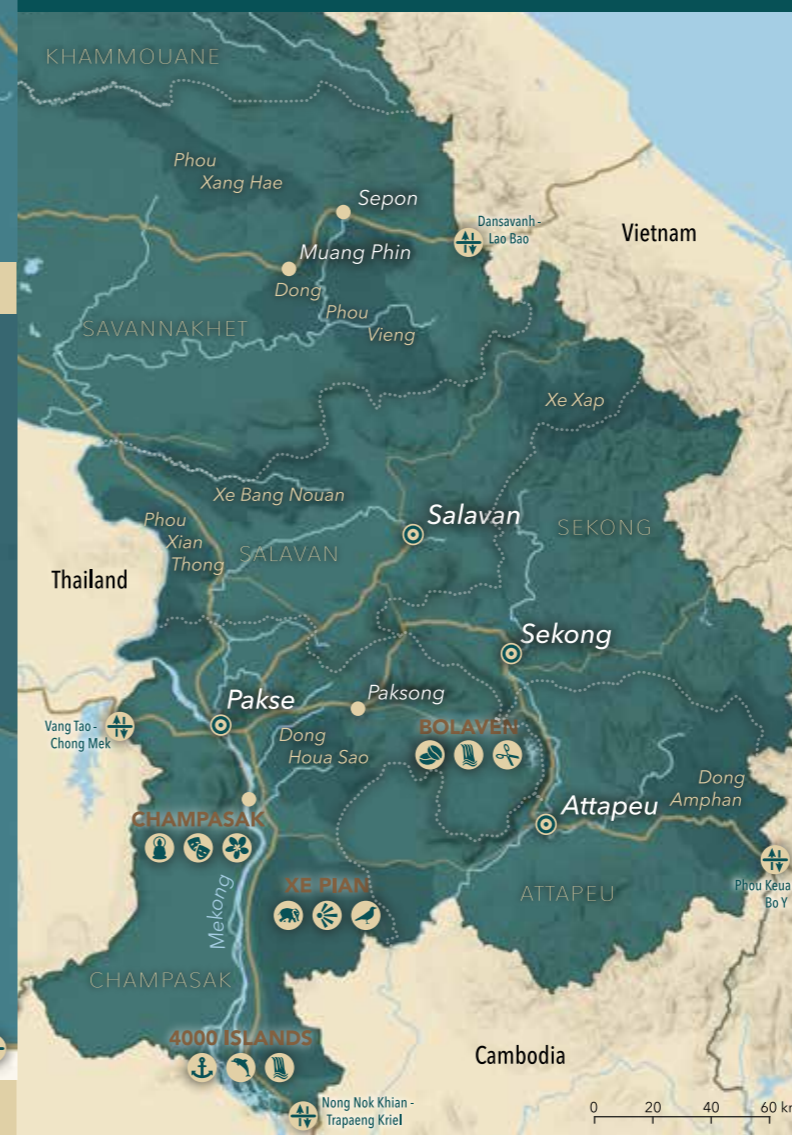 KHAMMOUANE
Phou
Xang Hae
Sepon
Dansavanh -
Lao Bao
Vietnam
Muang Phin
Dong
Phou
Vieng
SAVANNAKHET
Xe Xap
Xe Bang Nouan
Salavan
Phou
Xian
Thong
SALAVAN
SEKONG
Thailand
Sekong
Pakse
Paksong
Vang Tao -
Chong Mek
BOLAVEN
Dong
Houa Sao
Dong
Amphan
Attapeu
CHAMPASAK
Phou Keua
Bo Y
XE PIAN
ATTAPEU
Mekong
CHAMPASAK
4000 ISLANDS
Cambodia
Nong Nok Khian -
Trapaeng Kriel
0 20 40 60 km